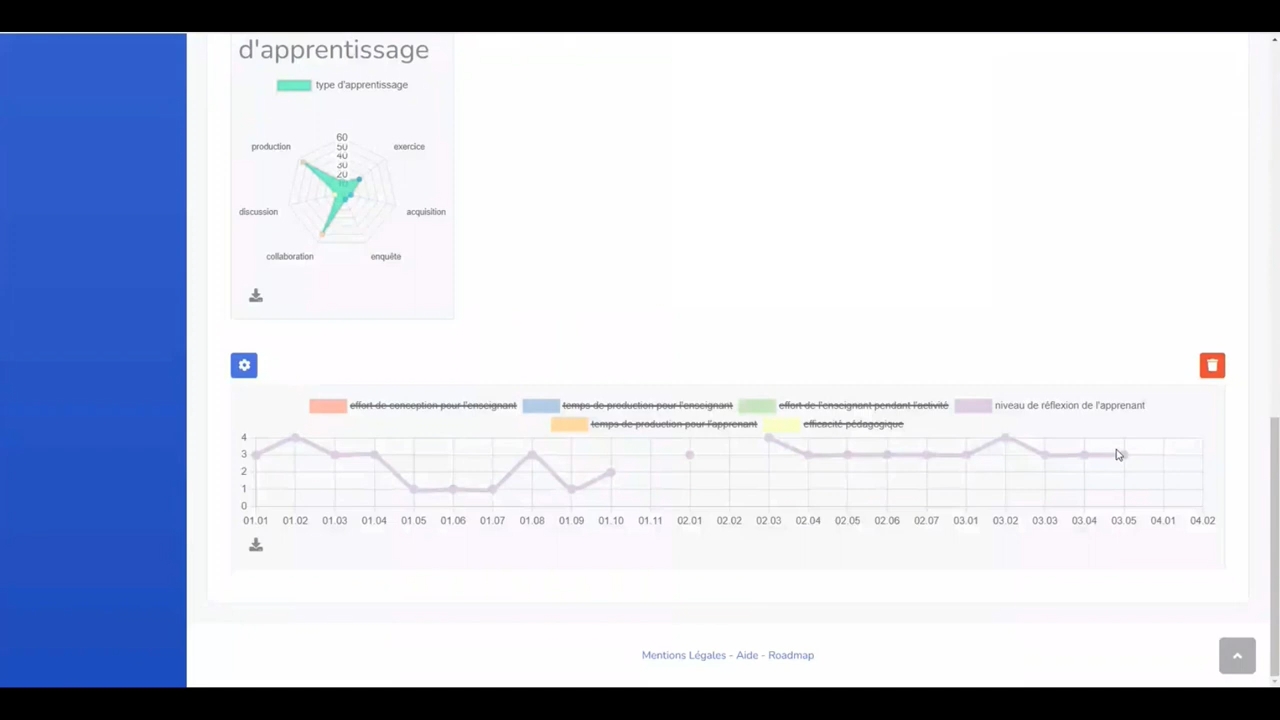 d'apprentissage
type d'apprentissage
60
50
40
30
20
10
production
exercice
discussion
acquisition
collaboration
enquête
effort de conception pour l'enseignant temps de production pour l'enseignant effort de l'enseignant pendant l'activité niveau de réflexion de l'apprenant
temps de production pour l'apprenant efficacité pédagogique
4
3
2
1
0
01.01 01.02 01.03 01.04 01.05 01.06 01.07 01.08 01.09 01.10 01.11 02.01 02.02 02.03 02.04 02.05 02.06 02.07 03.01 03.02 03.03 03.04 03.05 04.01 04.02
Mentions Légales - Aide - Roadmap